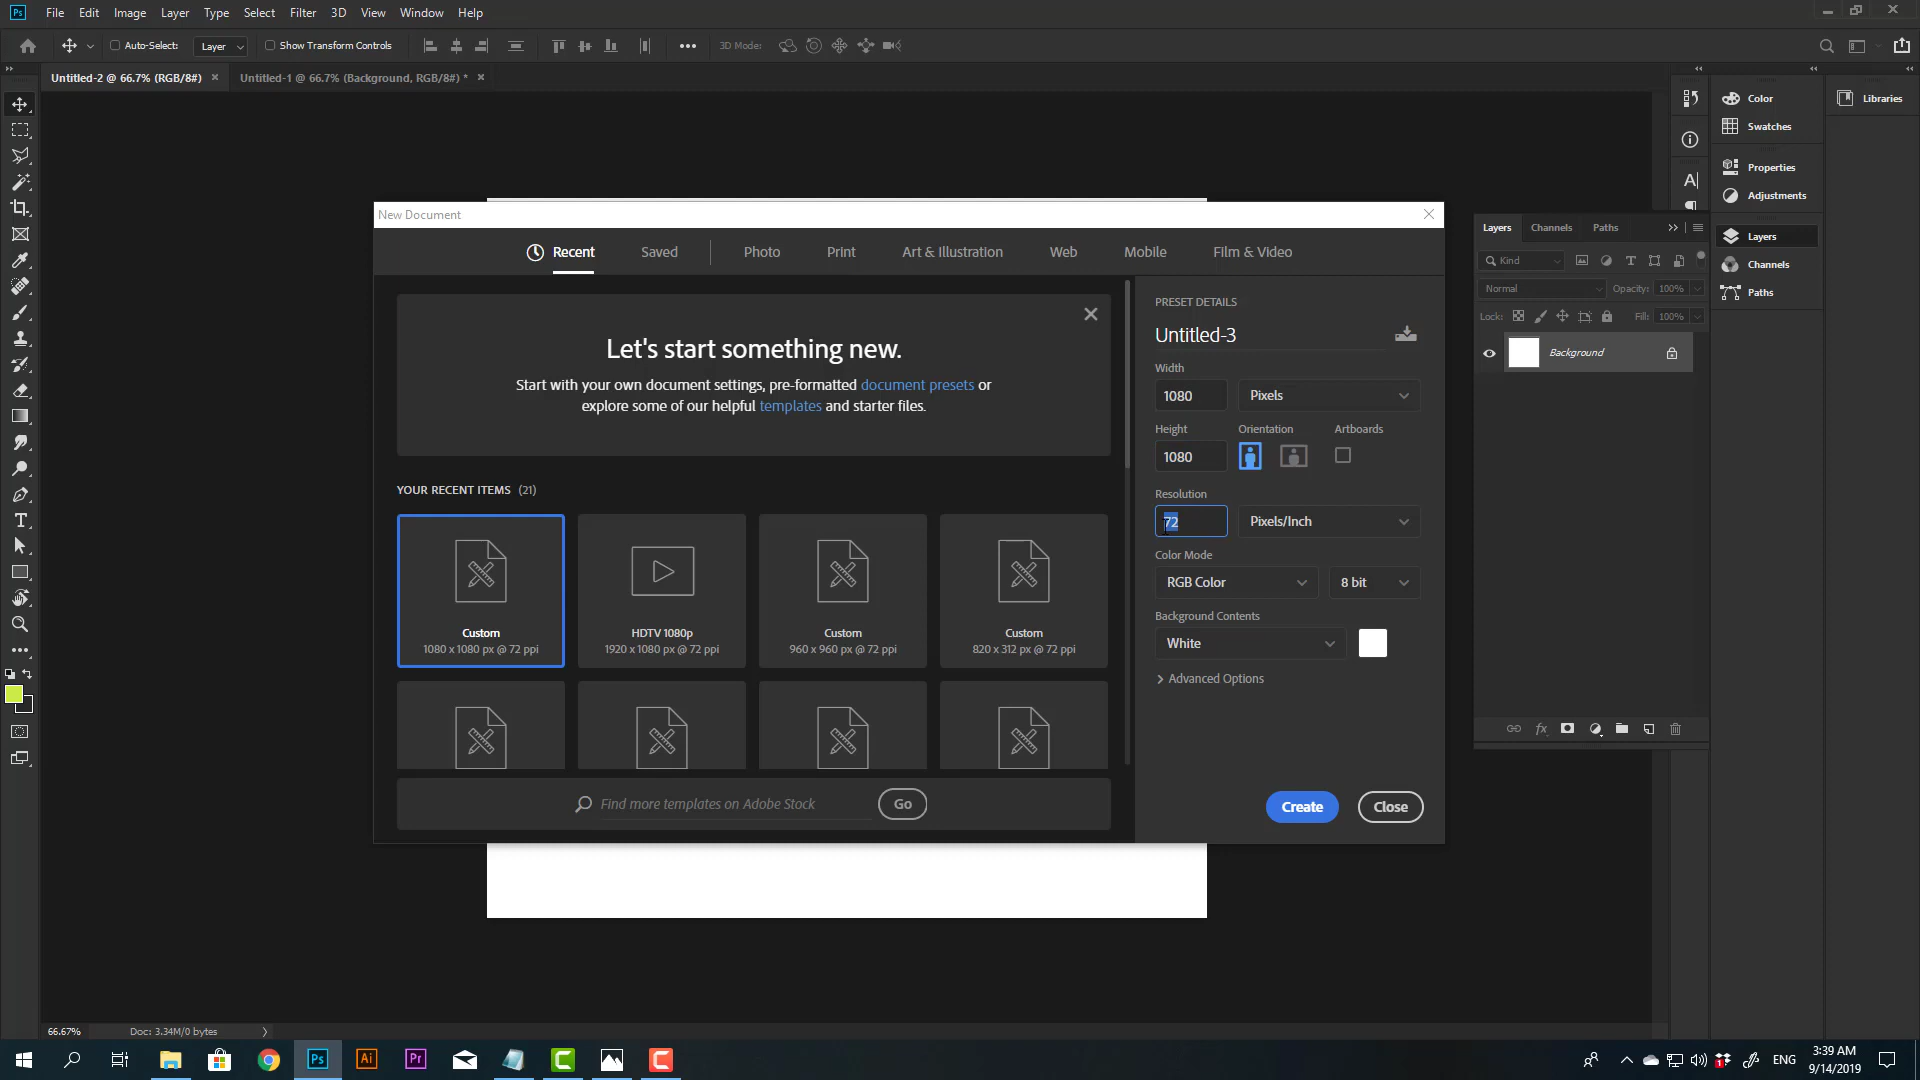 Ps File Edit Image Layer Type Select Filter 3D View Window Help
Auto-Select: Layer Show Transform Controls 3D Mode:
Untitled-2 @ 66.7% (RGB/8#) × Untitled-1 @ 66.7% (Background, RGB/8#) * ×
Color
Swatches
Properties
Adjustments
Layers
Channels
Paths
Libraries
New Document
Recent Saved Photo Print Art & Illustration Web Mobile Film & Video
Let's start something new.
Start with your own document settings, pre-formatted document presets or
explore some of our helpful templates and starter files.
YOUR RECENT ITEMS (21)
Custom
1080 x 1080 px @ 72 ppi
HDTV 1080p
1920 x 1080 px @ 72 ppi
Custom
960 x 960 px @ 72 ppi
Custom
820 x 312 px @ 72 ppi
Find more templates on Adobe Stock Go
PRESET DETAILS
Untitled-3
Width
1080 Pixels
Height Orientation Artboards
1080
Resolution
72 Pixels/Inch
Color Mode
RGB Color 8 bit
Background Contents
White
Advanced Options
Create Close
Layers Channels Paths
Kind
Normal Opacity: 100%
Lock: Fill: 100%
Background
66.67% Doc: 3.34M/0 bytes
Ps Ai Pr
ENG
3:39 AM
9/14/2019